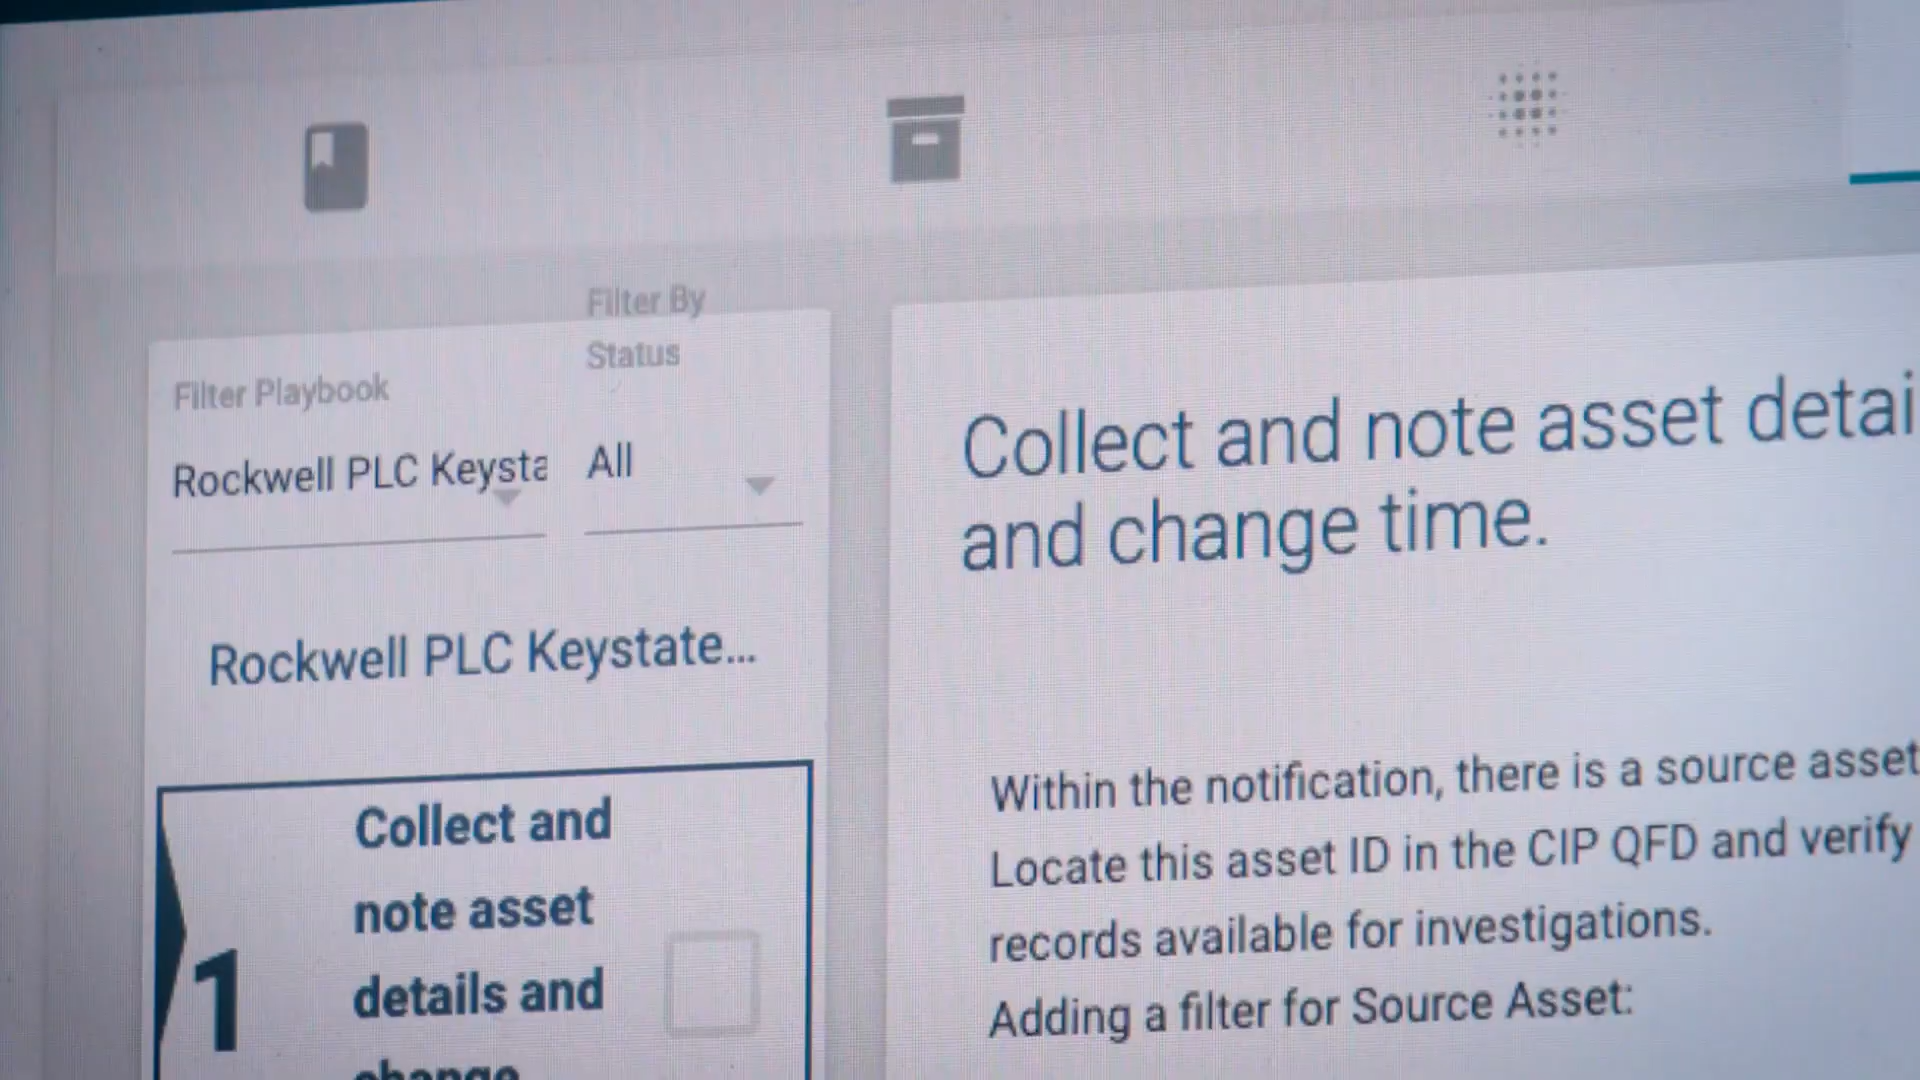 Filter By
Status
Filter Playbook
Rockwell PLC Keysta
All
Rockwell PLC Keystate...
1
Collect and
note asset
details and
change
Collect and note asset detai
and change time.
Within the notification, there is a source asset
Locate this asset ID in the CIP QFD and verify
records available for investigations.
Adding a filter for Source Asset: